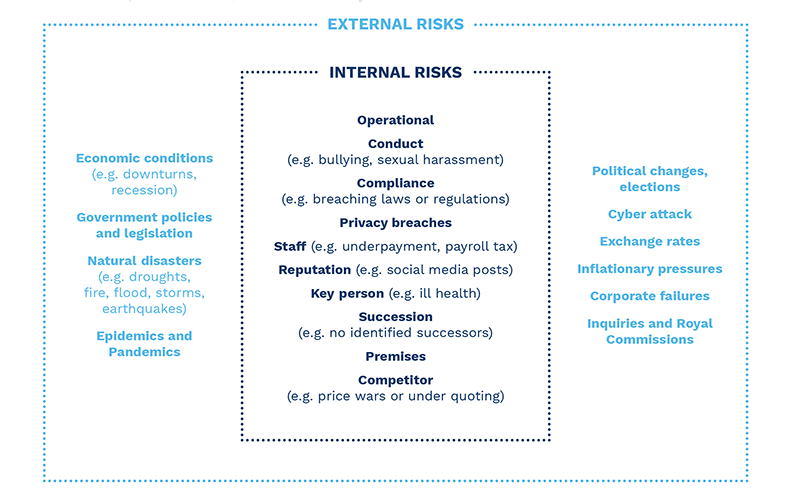 EXTERNAL RISKS
INTERNAL RISKS
Economic conditions
(e.g. downturns,
recession)
Government policies
and legislation
Natural disasters
(e.g. droughts,
fire, flood, storms,
earthquakes)
Epidemics and
Pandemics
Operational
Conduct
(e.g. bullying, sexual harassment)
Compliance
(e.g. breaching laws or regulations)
Privacy breaches
Staff (e.g. underpayment, payroll tax)
Reputation (e.g. social media posts)
Key person (e.g. ill health)
Succession
(e.g. no identified successors)
Premises
Competitor
(e.g. price wars or under quoting)
Political changes,
elections
Cyber attack
Exchange rates
Inflationary pressures
Corporate failures
Inquiries and Royal
Commissions